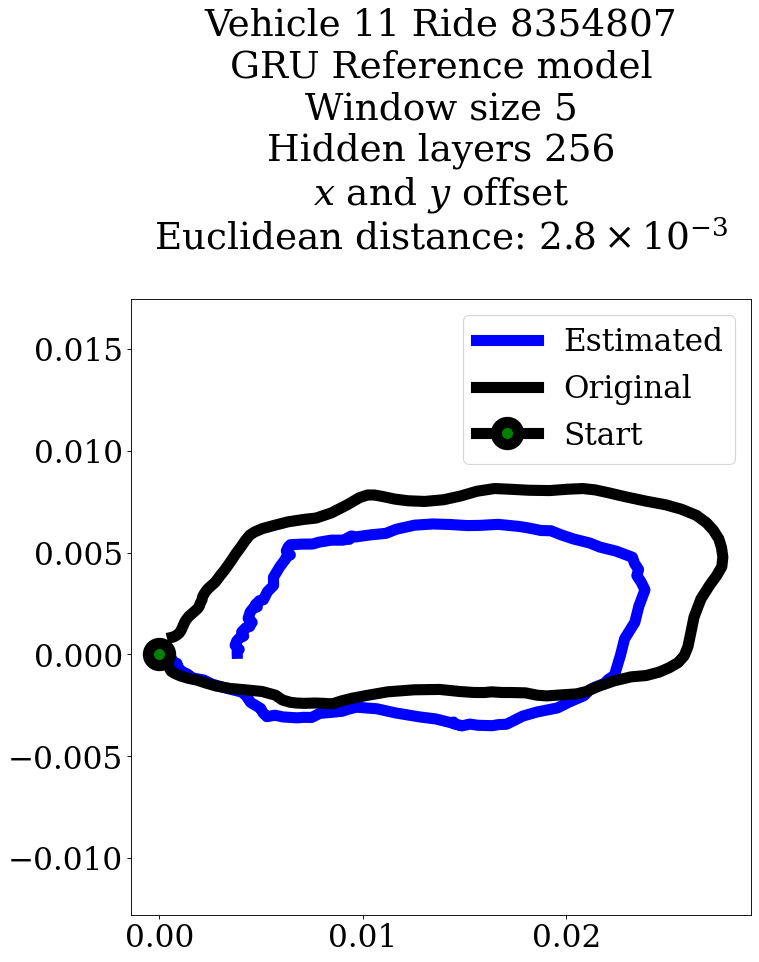 Vehicle 11 Ride 8354807
GRU Reference model
Window size 5
Hidden layers 256
x and y offset
Euclidean distance: 2.8 × 10⁻³
Estimated
Original
Start
0.015
0.010
0.005
0.000
−0.005
−0.010
0.00 0.01 0.02